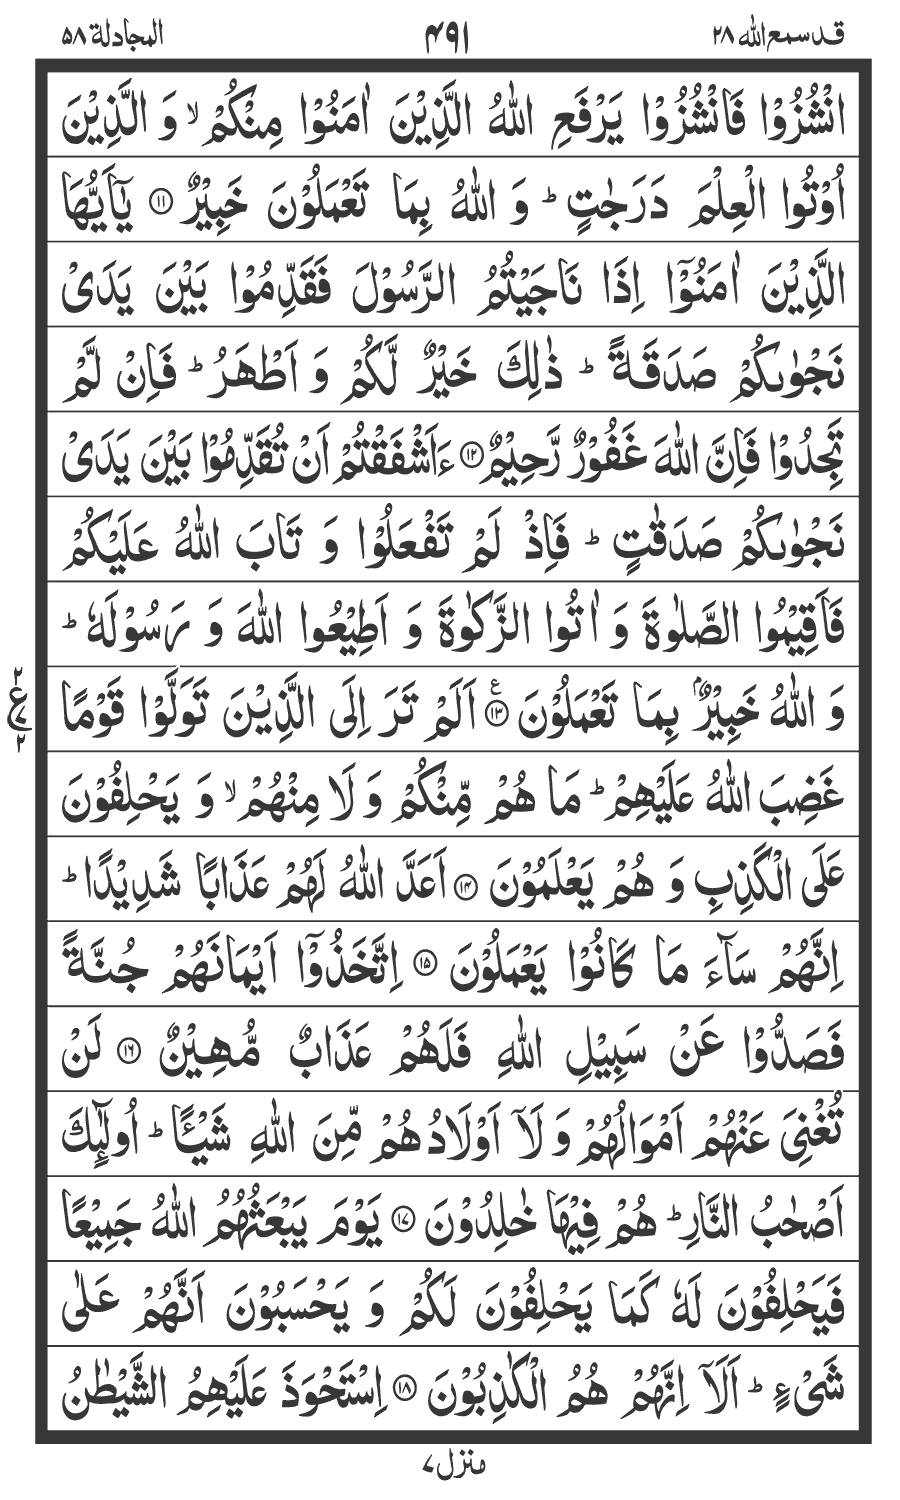 قد سمع الله ٢٨ ۴۹۱ المجادلة ٥٨
انْشُزُوْا فَانْشُزُوْا يَرْفَعِ اللّٰهُ الَّذِيْنَ اٰمَنُوْا مِنْكُمْ ۙ وَ الَّذِيْنَ
اُوْتُوا الْعِلْمَ دَرَجٰتٍ ؕ وَ اللّٰهُ بِمَا تَعْمَلُوْنَ خَبِيْرٌ ۝۱۱ يٰۤاَيُّهَا
الَّذِيْنَ اٰمَنُوْۤا اِذَا نَاجَيْتُمُ الرَّسُوْلَ فَقَدِّمُوْا بَيْنَ يَدَیْ
نَجْوٰىكُمْ صَدَقَةً ؕ ذٰلِكَ خَيْرٌ لَّكُمْ وَ اَطْهَرُ ؕ فَاِنْ لَّمْ
تَجِدُوْا فَاِنَّ اللّٰهَ غَفُوْرٌ رَّحِيْمٌ ۝۱۲ ءَاَشْفَقْتُمْ اَنْ تُقَدِّمُوْا بَيْنَ يَدَیْ
نَجْوٰىكُمْ صَدَقٰتٍ ؕ فَاِذْ لَمْ تَفْعَلُوْا وَ تَابَ اللّٰهُ عَلَيْكُمْ
فَاَقِيْمُوا الصَّلٰوةَ وَ اٰتُوا الزَّكٰوةَ وَ اَطِيْعُوا اللّٰهَ وَ رَسُوْلَهٗ ؕ
وَ اللّٰهُ خَبِيْرٌۢ بِمَا تَعْمَلُوْنَ ۝۱۳ ع اَلَمْ تَرَ اِلَى الَّذِيْنَ تَوَلَّوْا قَوْمًا
٢ ع ٢
غَضِبَ اللّٰهُ عَلَيْهِمْ ؕ مَا هُمْ مِّنْكُمْ وَ لَا مِنْهُمْ ۙ وَ يَحْلِفُوْنَ
عَلَى الْكَذِبِ وَ هُمْ يَعْلَمُوْنَ ۝۱۴ اَعَدَّ اللّٰهُ لَهُمْ عَذَابًا شَدِيْدًا ؕ
اِنَّهُمْ سَآءَ مَا كَانُوْا يَعْمَلُوْنَ ۝۱۵ اِتَّخَذُوْۤا اَيْمَانَهُمْ جُنَّةً
فَصَدُّوْا عَنْ سَبِيْلِ اللّٰهِ فَلَهُمْ عَذَابٌ مُّهِيْنٌ ۝۱۶ لَنْ
تُغْنِیَ عَنْهُمْ اَمْوَالُهُمْ وَ لَاۤ اَوْلَادُهُمْ مِّنَ اللّٰهِ شَيْـًٔا ؕ اُولٰٓىِٕكَ
اَصْحٰبُ النَّارِ ؕ هُمْ فِيْهَا خٰلِدُوْنَ ۝۱۷ يَوْمَ يَبْعَثُهُمُ اللّٰهُ جَمِيْعًا
فَيَحْلِفُوْنَ لَهٗ كَمَا يَحْلِفُوْنَ لَكُمْ وَ يَحْسَبُوْنَ اَنَّهُمْ عَلٰى
شَیْءٍ ؕ اَلَاۤ اِنَّهُمْ هُمُ الْكٰذِبُوْنَ ۝۱۸ اِسْتَحْوَذَ عَلَيْهِمُ الشَّيْطٰنُ
منزل ٧